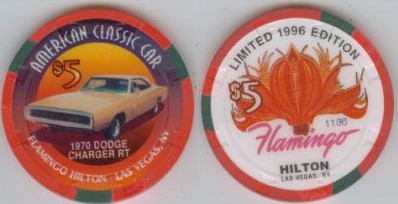 AMERICAN CLASSIC CAR
$5
1970 DODGE
CHARGER RT
FLAMINGO HILTON - LAS VEGAS, NV
LIMITED 1996 EDITION
$5
1196
Flamingo
HILTON
LAS VEGAS, NV.